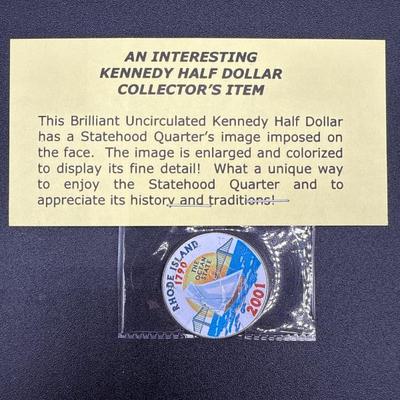 AN INTERESTING
KENNEDY HALF DOLLAR
COLLECTOR'S ITEM
This Brilliant Uncirculated Kennedy Half Dollar
has a Statehood Quarter's image imposed on
the face. The image is enlarged and colorized
to display its fine detail! What a unique way
to enjoy the Statehood Quarter and to
appreciate its history and traditions!
RHODE ISLAND
1790
THE
OCEAN
STATE
2001